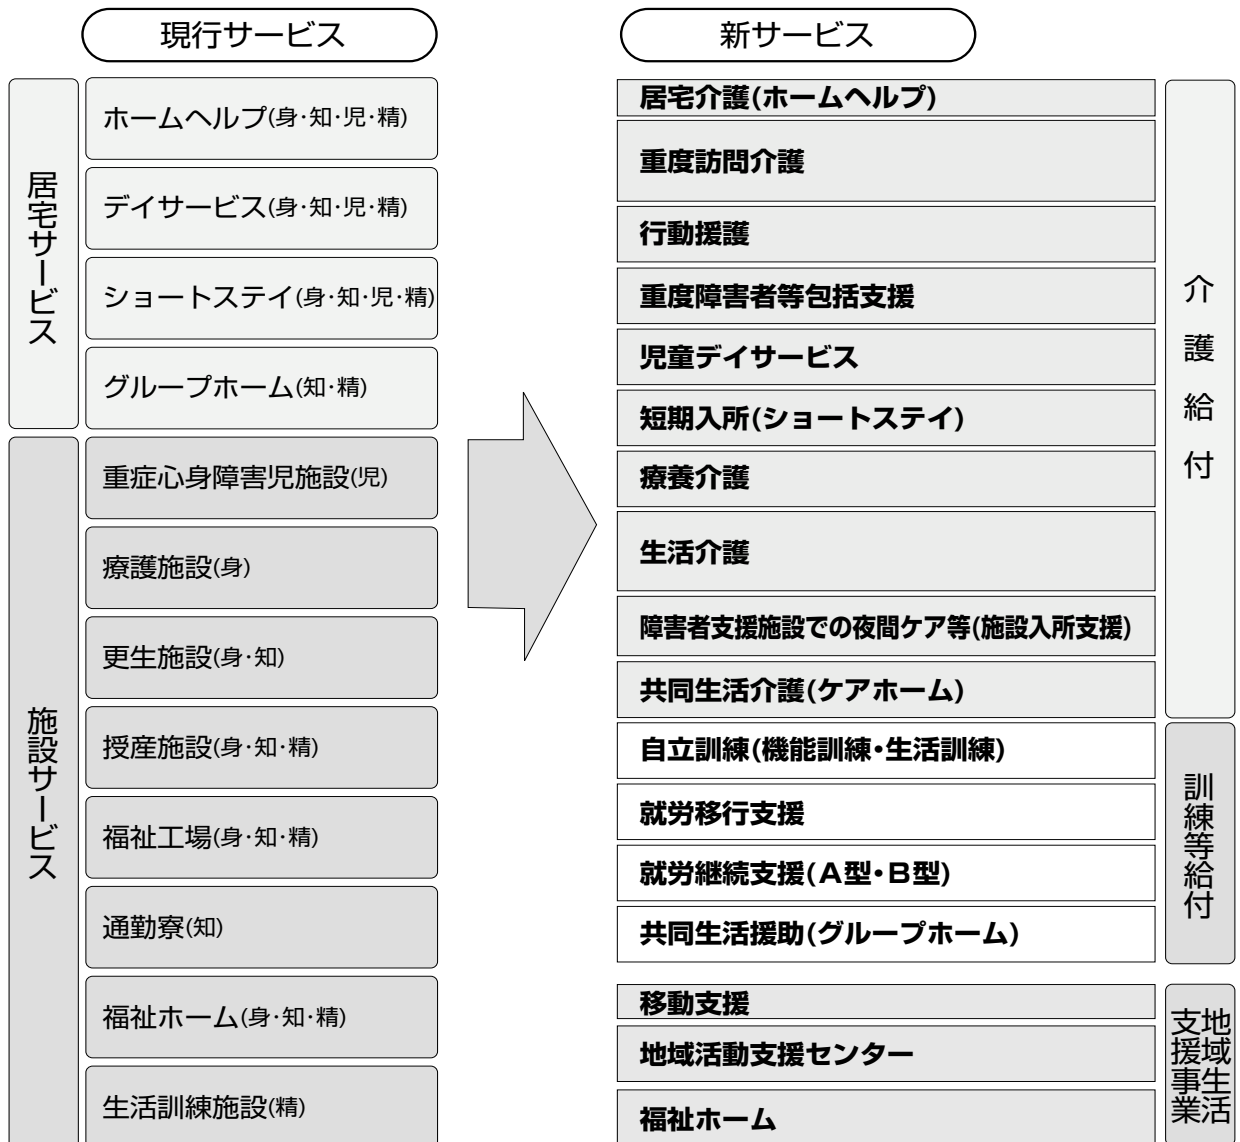 現行サービス
居宅サービス
ホームヘルプ(身・知・児・精)
デイサービス(身・知・児・精)
ショートステイ(身・知・児・精)
グループホーム(知・精)
施設サービス
重症心身障害児施設(児)
療護施設(身)
更生施設(身・知)
授産施設(身・知・精)
福祉工場(身・知・精)
通勤寮(知)
福祉ホーム(身・知・精)
生活訓練施設(精)
新サービス
居宅介護(ホームヘルプ)
重度訪問介護
行動援護
重度障害者等包括支援
児童デイサービス
短期入所(ショートステイ)
療養介護
生活介護
障害者支援施設での夜間ケア等(施設入所支援)
共同生活介護(ケアホーム)
介護給付
自立訓練(機能訓練・生活訓練)
就労移行支援
就労継続支援(A型・B型)
共同生活援助(グループホーム)
訓練等給付
移動支援
地域活動支援センター
福祉ホーム
地域生活
支援事業